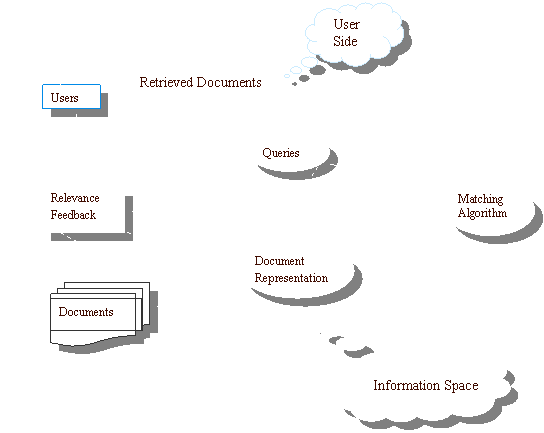 User
Side
Retrieved Documents
Users
Queries
Relevance
Feedback
Matching
Algorithm
Document
Representation
Documents
Information Space